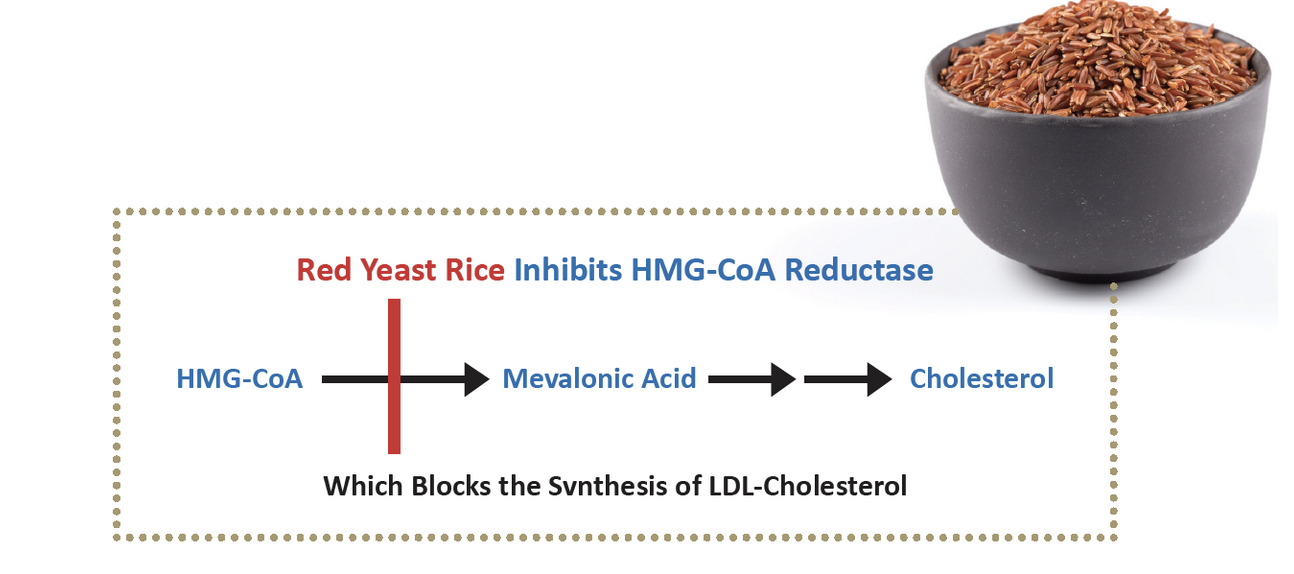 Red Yeast Rice Inhibits HMG-CoA Reductase
HMG-CoA Mevalonic Acid Cholesterol
Which Blocks the Svnthesis of LDL-Cholesterol